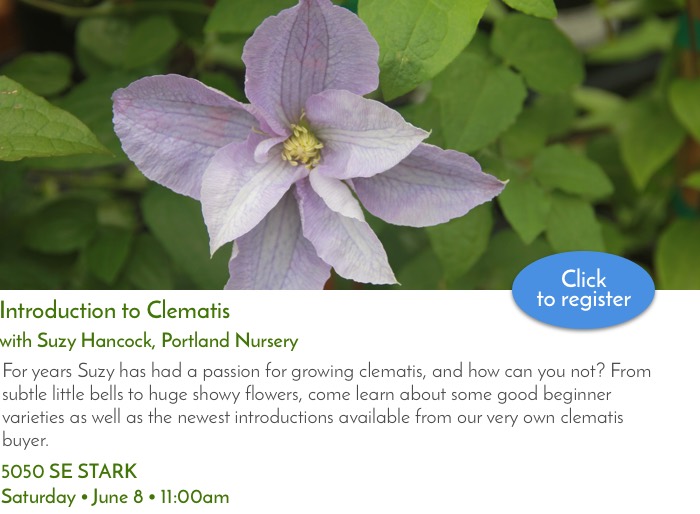 Click
to register
Introduction to Clematis
with Suzy Hancock, Portland Nursery
For years Suzy has had a passion for growing clematis, and how can you not? From
subtle little bells to huge showy flowers, come learn about some good beginner
varieties as well as the newest introductions available from our very own clematis
buyer.
5050 SE STARK
Saturday • June 8 • 11:00am